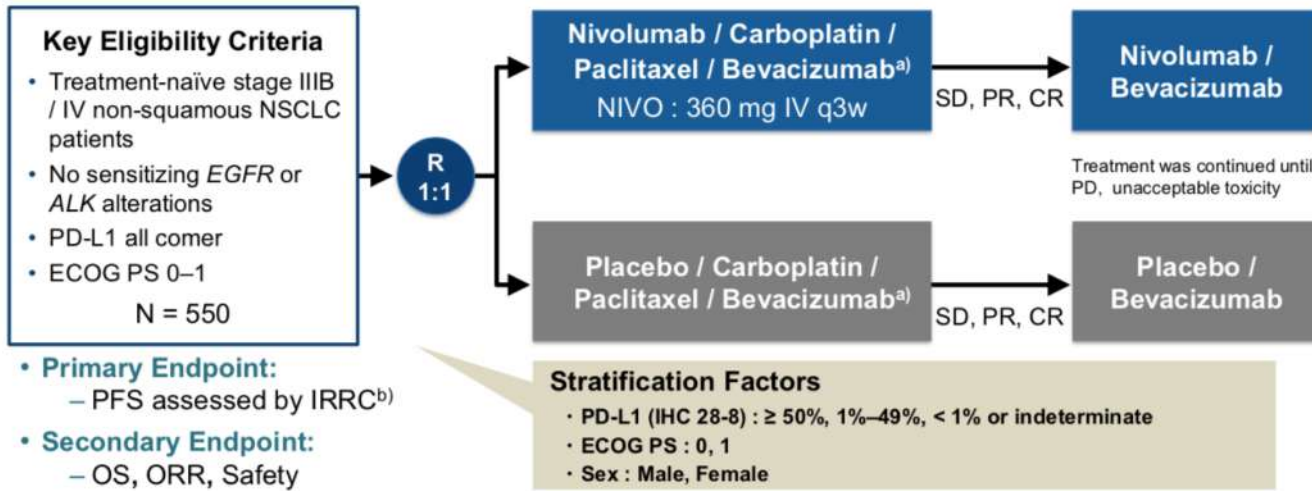 Key Eligibility Criteria
• Treatment-naïve stage IIIB
/ IV non-squamous NSCLC
patients
• No sensitizing EGFR or
ALK alterations
• PD-L1 all comer
• ECOG PS 0–1
N = 550
R
1:1
Nivolumab / Carboplatin /
Paclitaxel / Bevacizumabᵃ⁾
NIVO : 360 mg IV q3w
SD, PR, CR
Nivolumab /
Bevacizumab
Treatment was continued until
PD, unacceptable toxicity
Placebo / Carboplatin /
Paclitaxel / Bevacizumabᵃ⁾
SD, PR, CR
Placebo /
Bevacizumab
• Primary Endpoint:
– PFS assessed by IRRCᵇ⁾
• Secondary Endpoint:
– OS, ORR, Safety
Stratification Factors
・PD-L1 (IHC 28-8) : ≥ 50%, 1%–49%, < 1% or indeterminate
・ECOG PS : 0, 1
・Sex : Male, Female